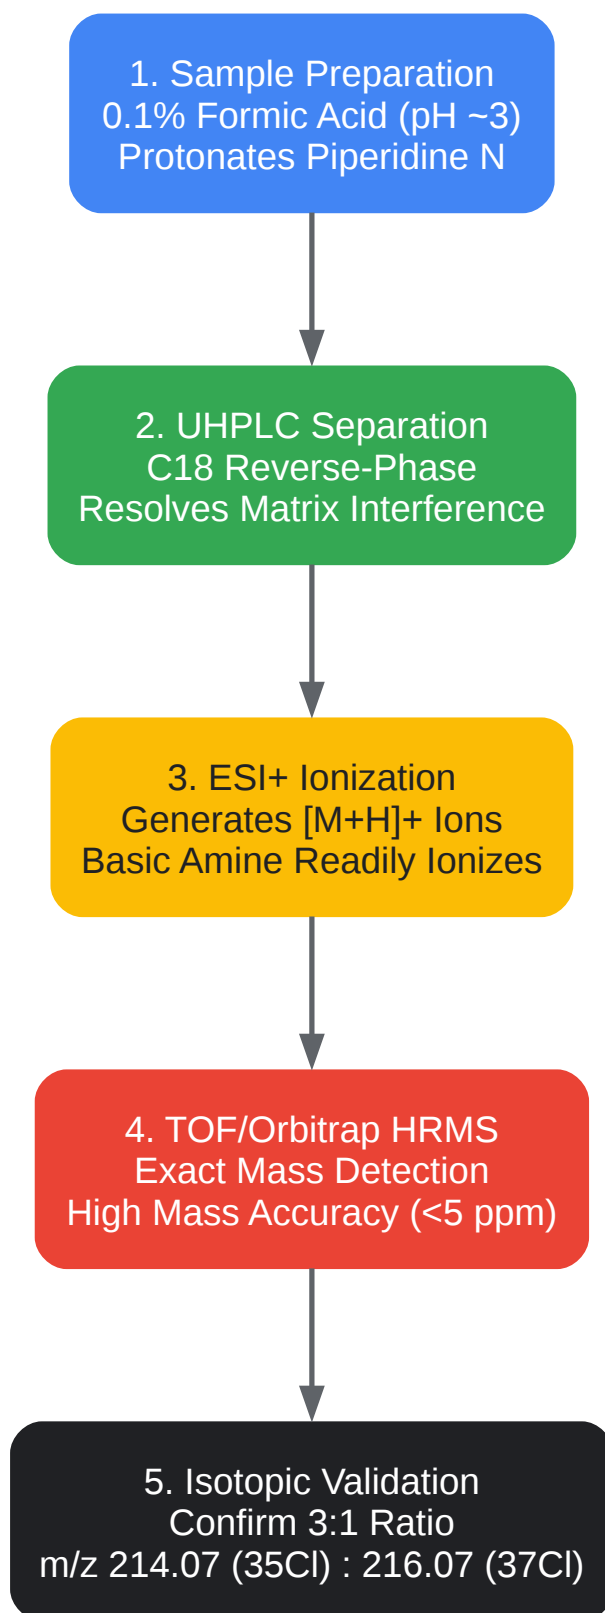 1. Sample Preparation
0.1% Formic Acid (pH ~3)
Protonates Piperidine N
2. UHPLC Separation
C18 Reverse-Phase
Resolves Matrix Interference
3. ESI+ Ionization
Generates [M+H]+ Ions
Basic Amine Readily Ionizes
4. TOF/Orbitrap HRMS
Exact Mass Detection
High Mass Accuracy (<5 ppm)
5. Isotopic Validation
Confirm 3:1 Ratio
m/z 214.07 (35Cl) : 216.07 (37Cl)